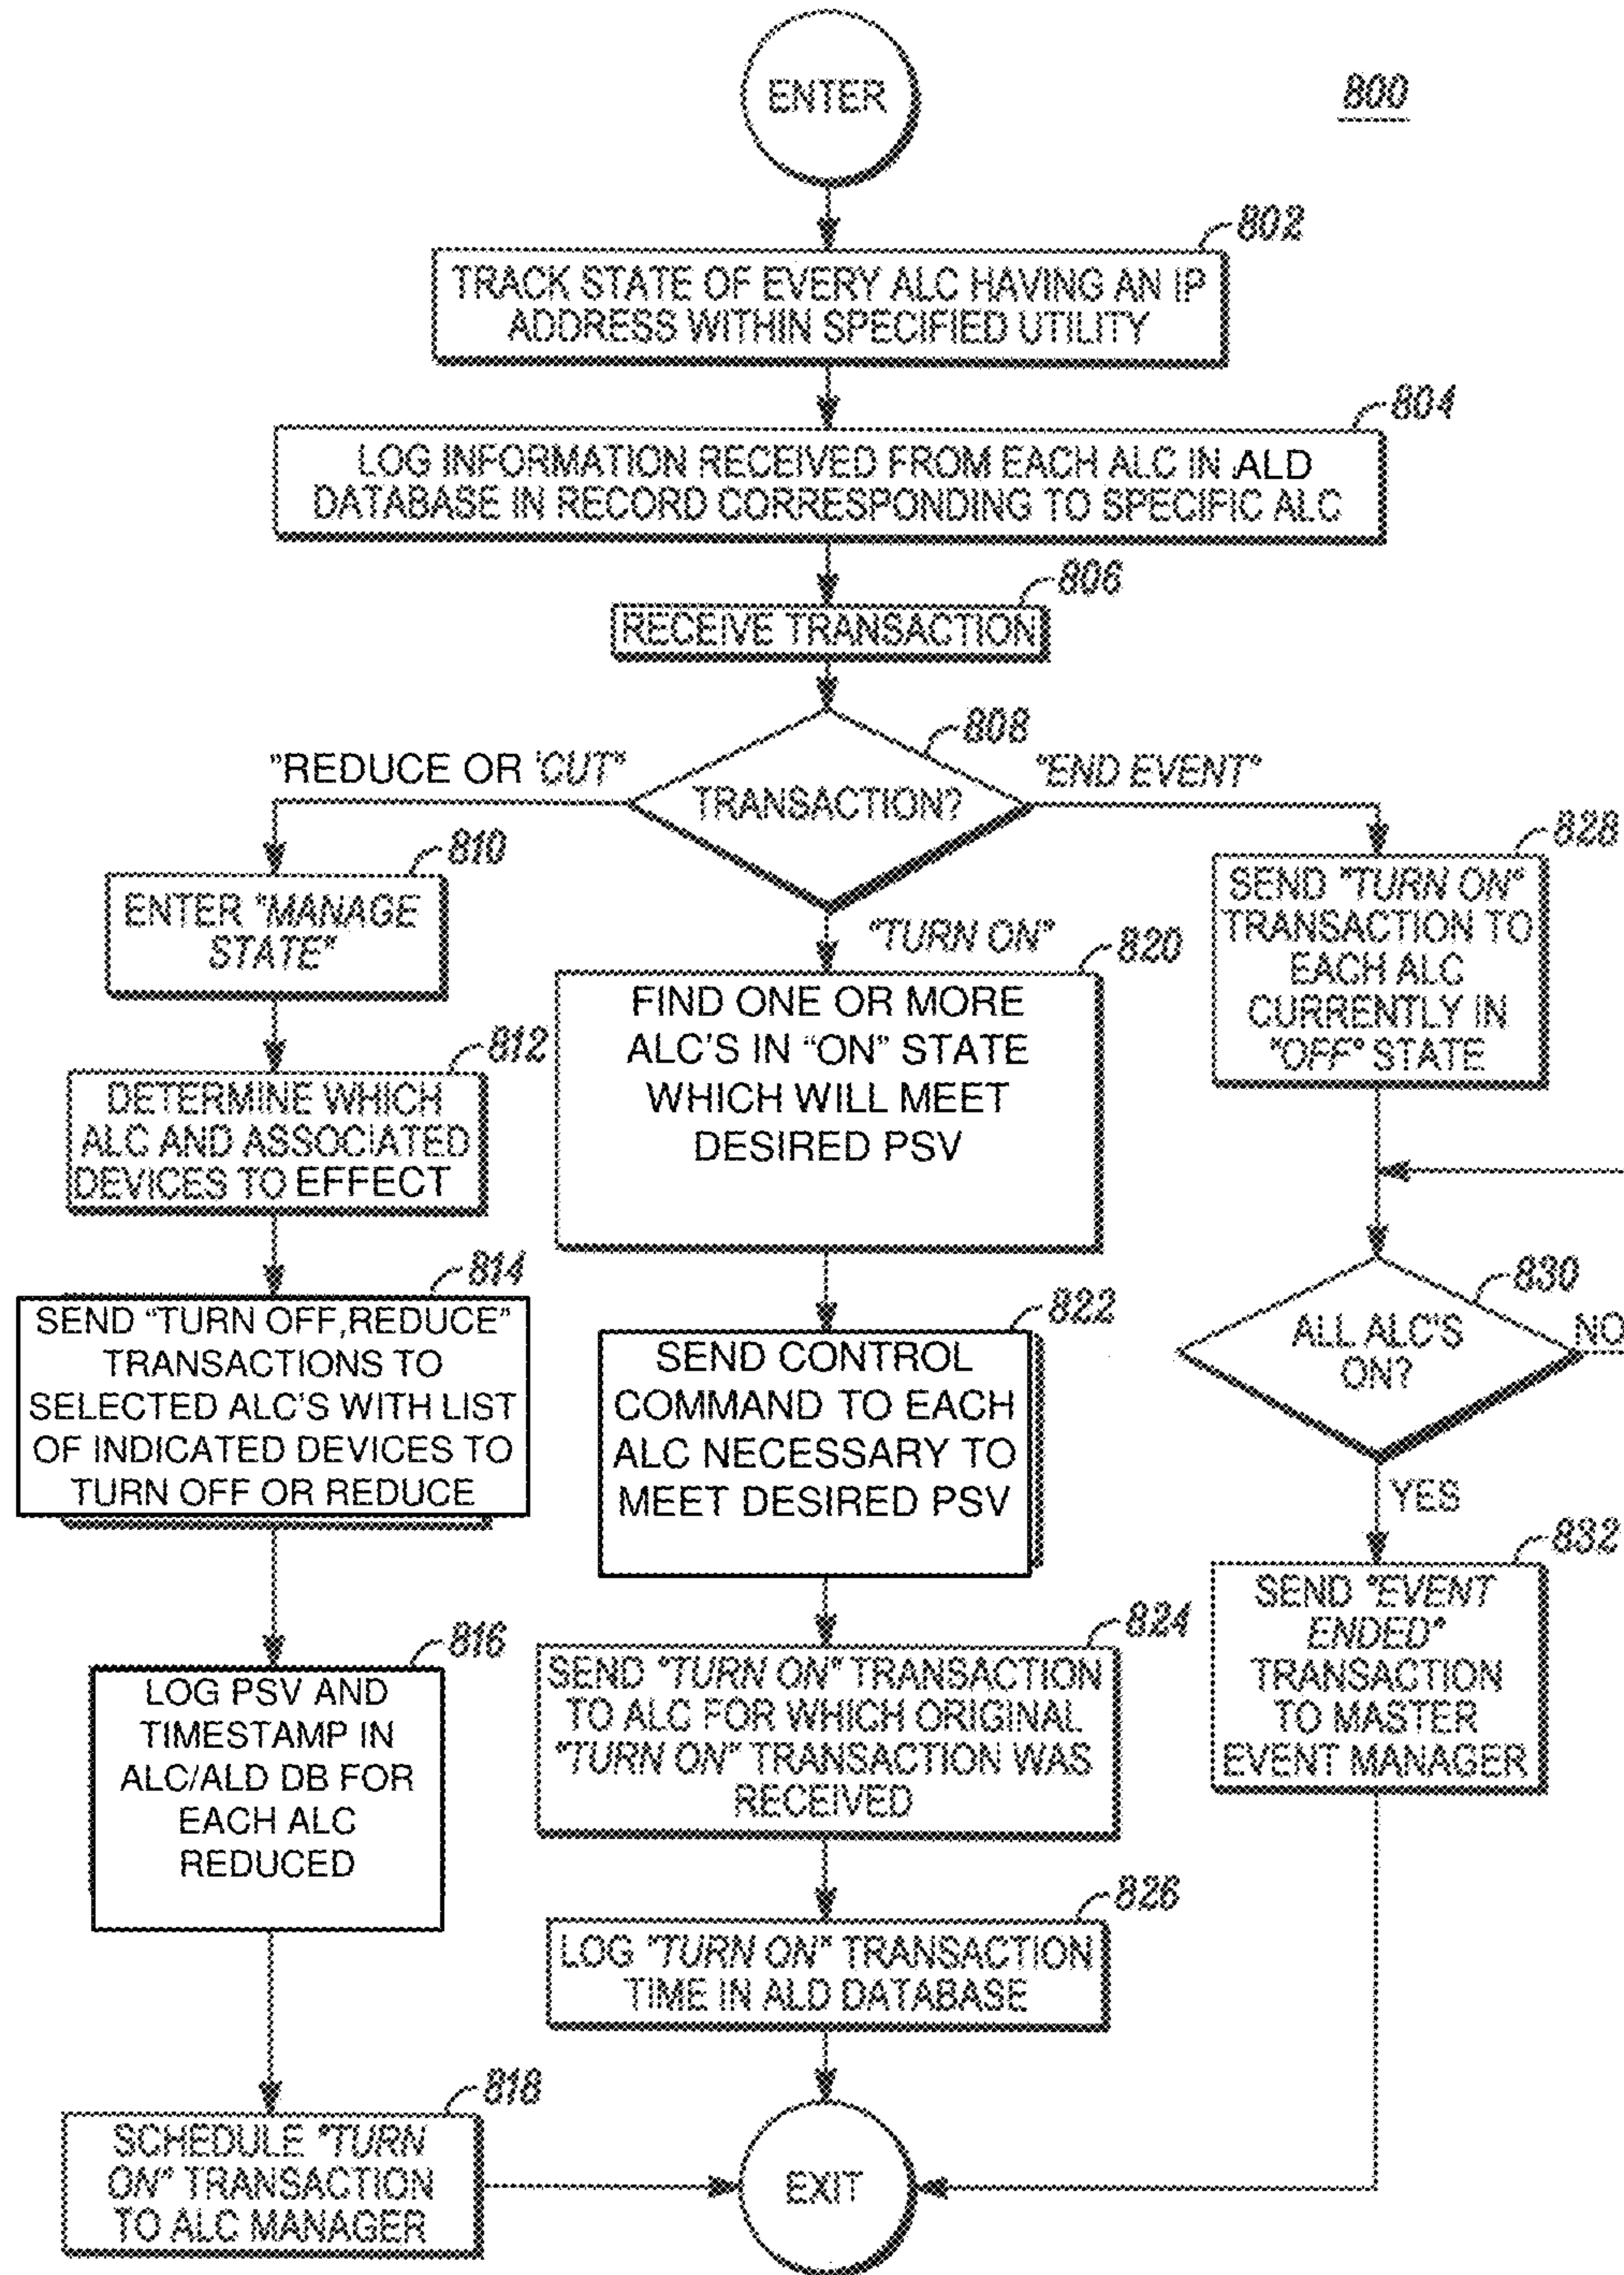 ENTER
800
802
TRACK STATE OF EVERY ALC HAVING AN IP
ADDRESS WITHIN SPECIFIED UTILITY
804
LOG INFORMATION RECEIVED FROM EACH ALC IN ALD
DATABASE IN RECORD CORRESPONDING TO SPECIFIC ALC
806
RECEIVE TRANSACTION
808
TRANSACTION?
"REDUCE OR 'CUT"
810
ENTER "MANAGE
STATE"
812
DETERMINE WHICH
ALC AND ASSOCIATED
DEVICES TO EFFECT
814
SEND "TURN OFF,REDUCE"
TRANSACTIONS TO
SELECTED ALC'S WITH LIST
OF INDICATED DEVICES TO
TURN OFF OR REDUCE
816
LOG PSV AND
TIMESTAMP IN
ALC/ALD DB FOR
EACH ALC
REDUCED
818
SCHEDULE "TURN
ON" TRANSACTION
TO ALC MANAGER
"TURN ON"
820
FIND ONE OR MORE
ALC'S IN "ON" STATE
WHICH WILL MEET
DESIRED PSV
822
SEND CONTROL
COMMAND TO EACH
ALC NECESSARY TO
MEET DESIRED PSV
824
SEND "TURN ON" TRANSACTION
TO ALC FOR WHICH ORIGINAL
"TURN ON" TRANSACTION WAS
RECEIVED
826
LOG "TURN ON" TRANSACTION
TIME IN ALD DATABASE
"END EVENT"
828
SEND "TURN ON"
TRANSACTION TO
EACH ALC
CURRENTLY IN
"OFF" STATE
830
ALL ALC'S
ON?
NO
YES
832
SEND "EVENT
ENDED"
TRANSACTION
TO MASTER
EVENT MANAGER
EXIT